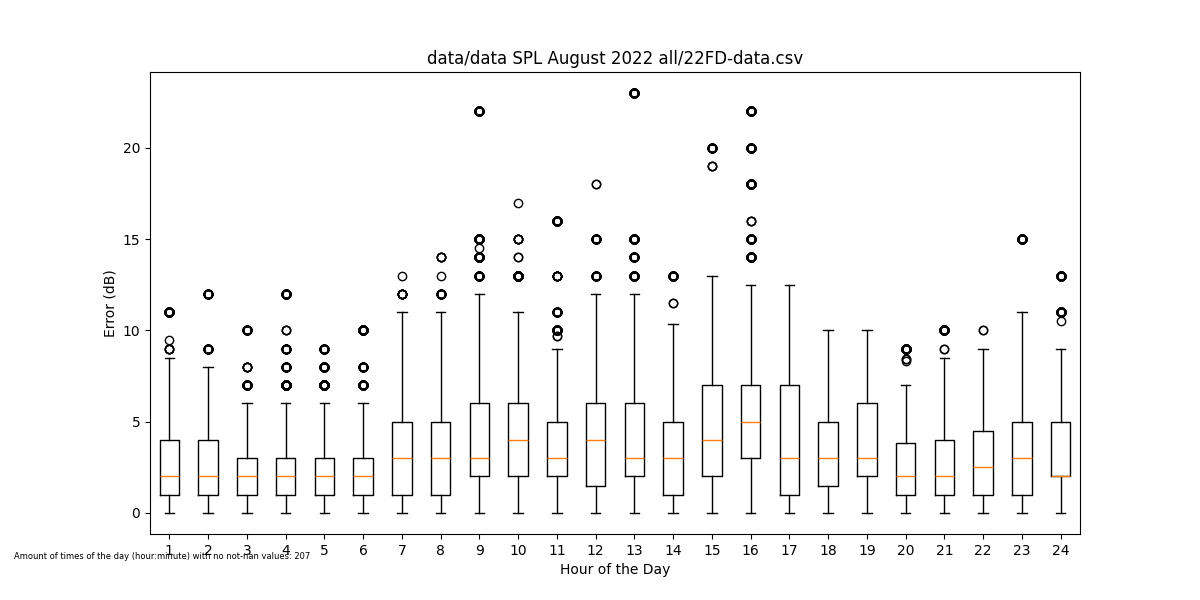 data/data SPL August 2022 all/22FD-data.csv
Error (dB)
20
15
10
5
0
1 2 3 4 5 6 7 8 9 10 11 12 13 14 15 16 17 18 19 20 21 22 23 24
Amount of times of the day (hour:minute) with no not-nan values: 207
Hour of the Day